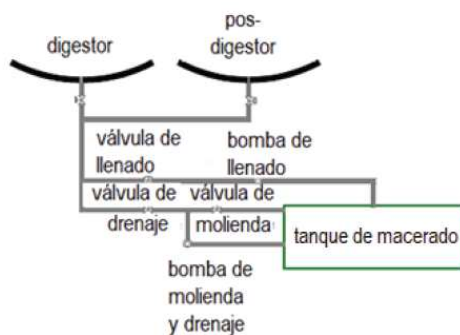 digestor
pos-
digestor
válvula de
llenado
bomba de
llenado
válvula de
drenaje
válvula de
molienda
tanque de macerado
bomba de
molienda
y drenaje